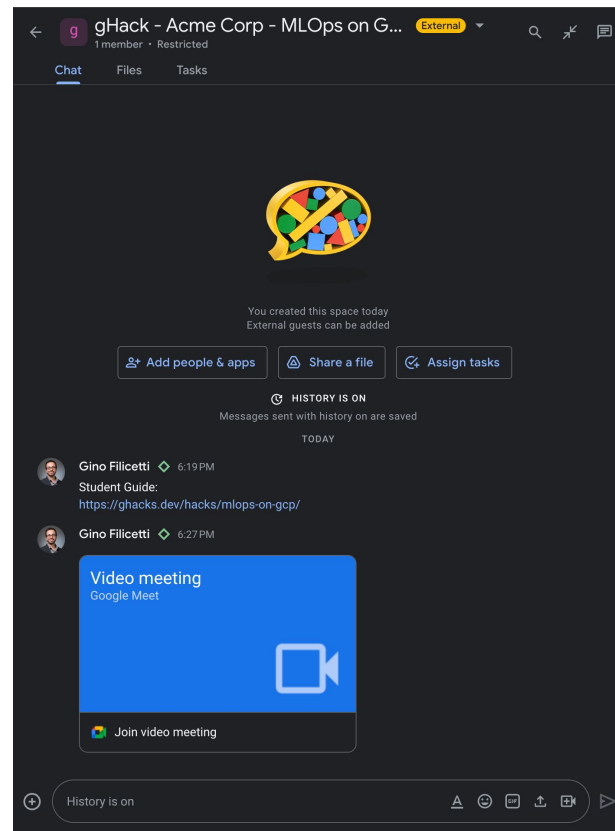 g
gHack - Acme Corp - MLOps on G... External
1 member • Restricted
Chat Files Tasks
You created this space today
External guests can be added
Add people & apps Share a file Assign tasks
HISTORY IS ON
Messages sent with history on are saved
TODAY
Gino Filicetti 6:19 PM
Student Guide:
https://ghacks.dev/hacks/mlops-on-gcp/
Gino Filicetti 6:27 PM
Video meeting
Google Meet
Join video meeting
History is on
A GIF